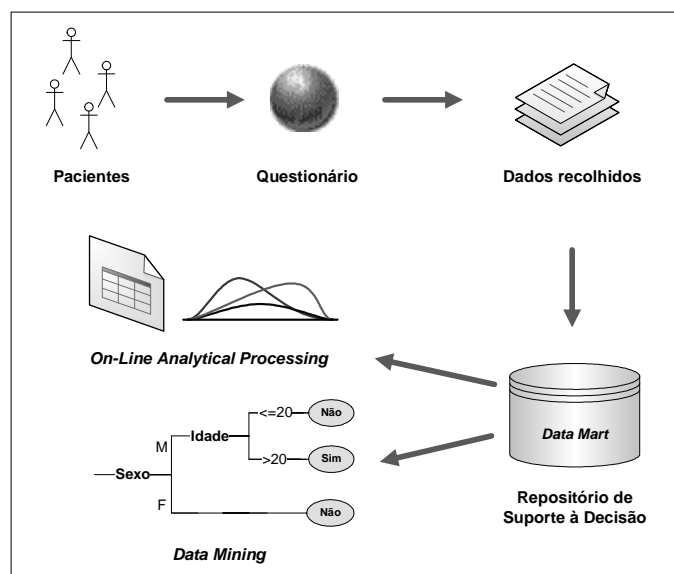 Pacientes
Questionário
Dados recolhidos
On-Line Analytical Processing
Data Mart
Repositório de
Suporte à Decisão
Sexo
M
F
Idade
<=20
Não
>20
Sim
Não
Data Mining